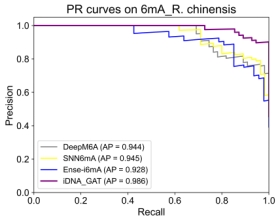 PR curves on 6mA_R. chinensis
Precision
1.0
0.8
0.6
0.4
0.2
0.0
DeepM6A (AP = 0.944)
SNN6mA (AP = 0.945)
Ense-i6mA (AP = 0.928)
iDNA_GAT (AP = 0.986)
0.0 0.2 0.4 0.6 0.8 1.0
Recall